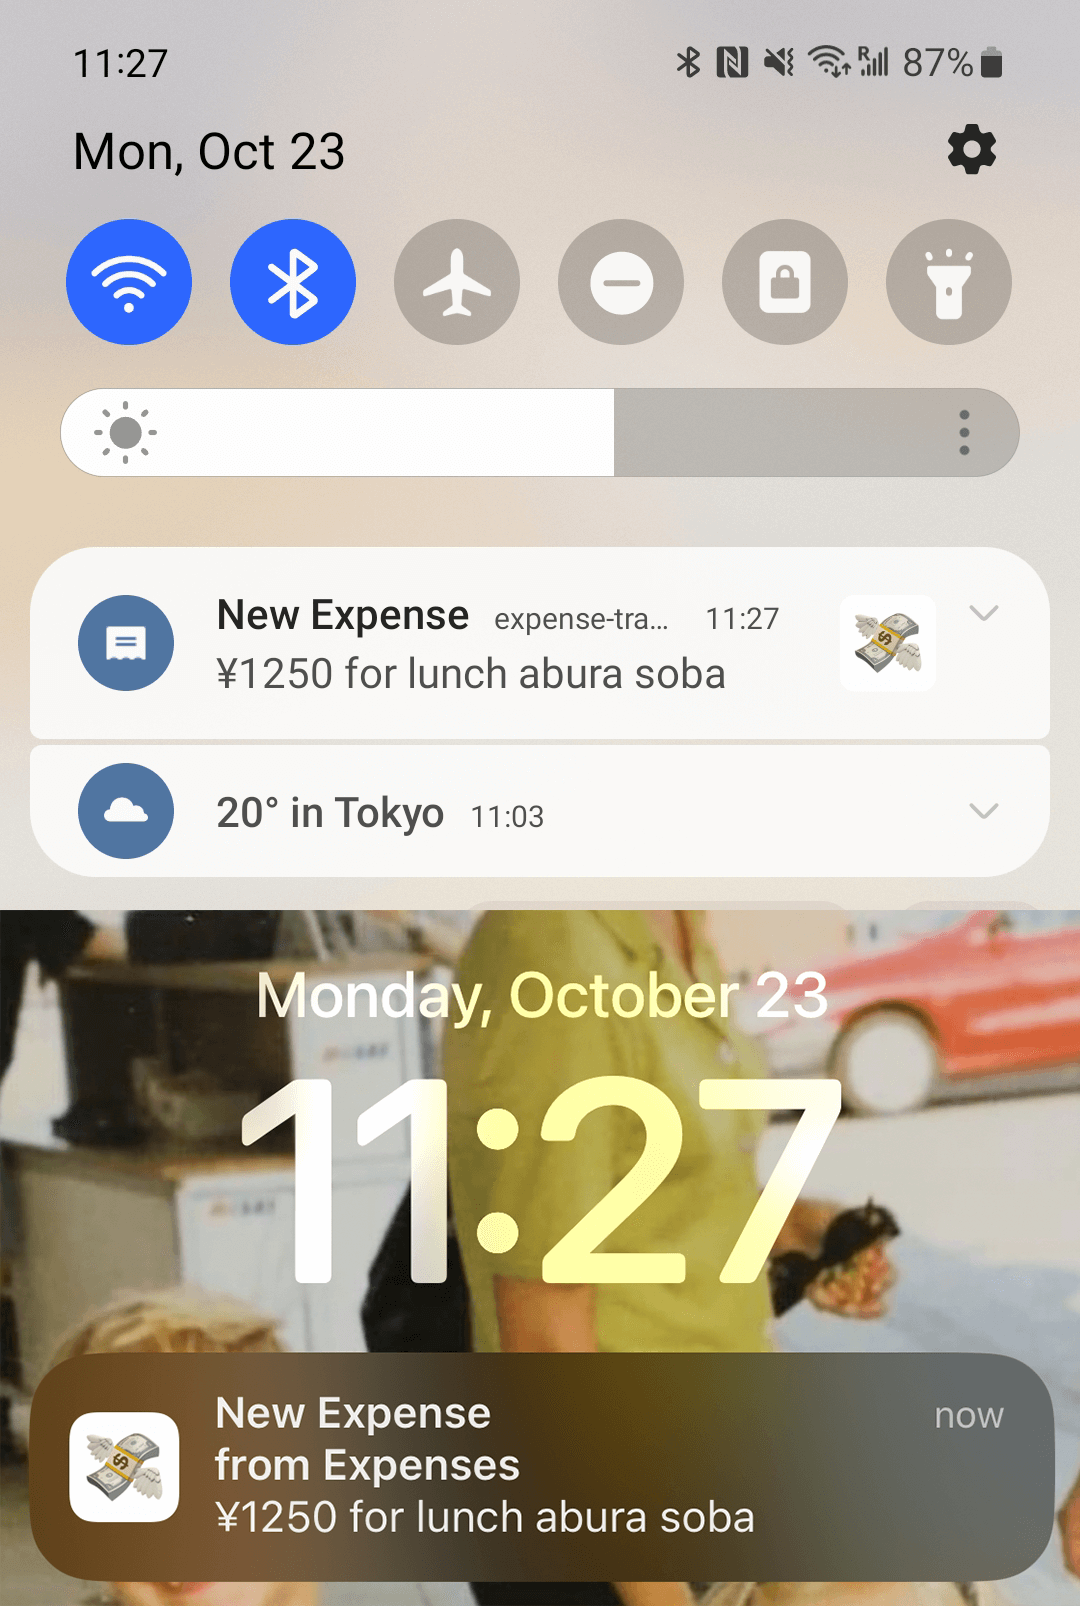 11:27
R
87%
Mon, Oct 23
New Expense expense-tra... 11:27
¥1250 for lunch abura soba
20° in Tokyo 11:03
Monday, October 23
11:27
New Expense now
from Expenses
¥1250 for lunch abura soba